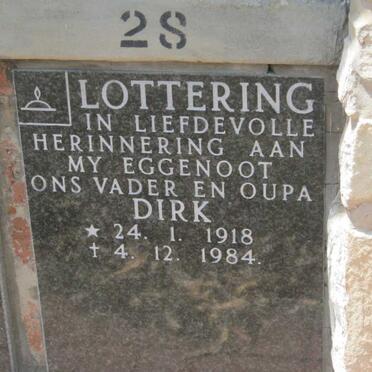 28
LOTTERING
IN LIEFDEVOLLE
HERINNERING AAN
MY EGGENOOT
ONS VADER EN OUPA
DIRK
★ 24. 1. 1918
✝ 4. 12. 1984.